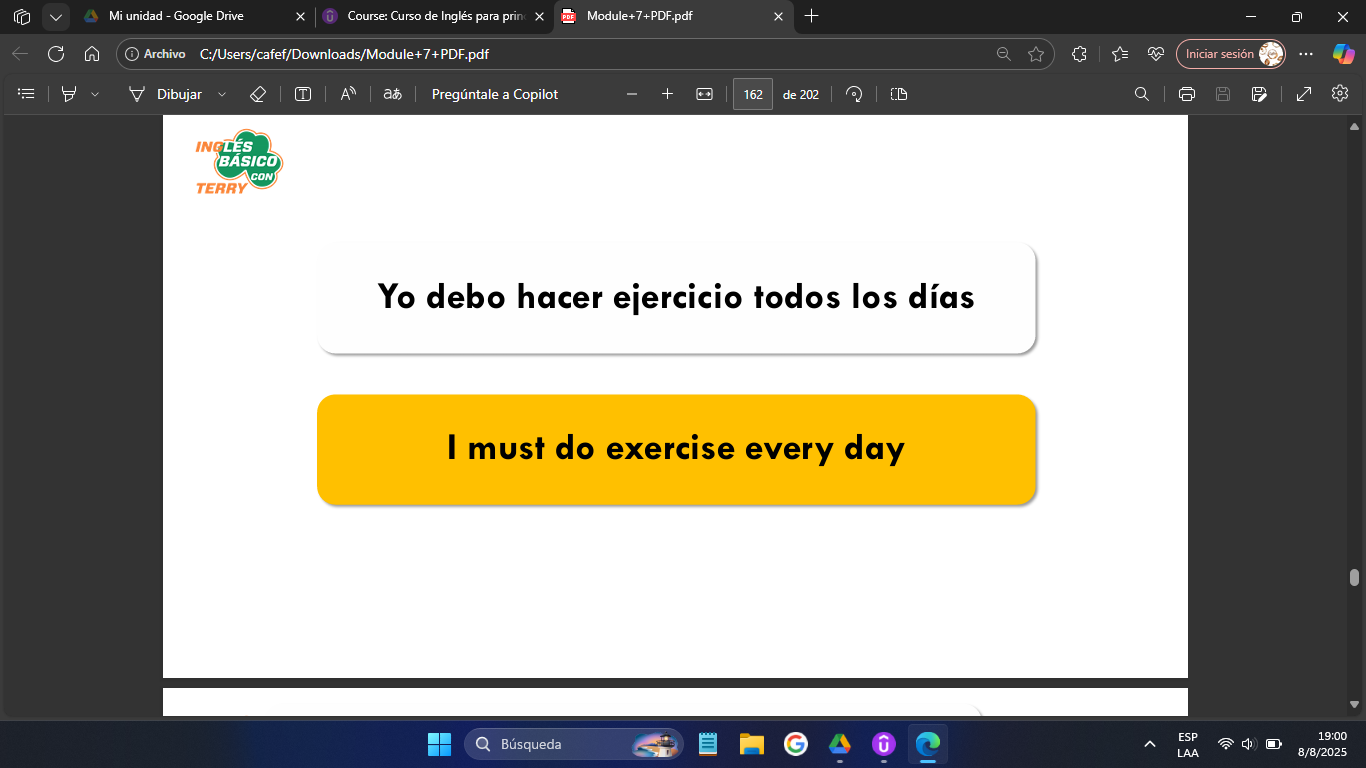 Mi unidad - Google Drive
Course: Curso de Inglés para prin
Module+7+PDF.pdf
Archivo
C:/Users/cafef/Downloads/Module+7+PDF.pdf
Iniciar sesión
Dibujar
aあ
Pregúntale a Copilot
162
de 202
INGLÉS
BÁSICO
CON
TERRY
Yo debo hacer ejercicio todos los días
I must do exercise every day
Búsqueda
ESP
LAA
19:00
8/8/2025